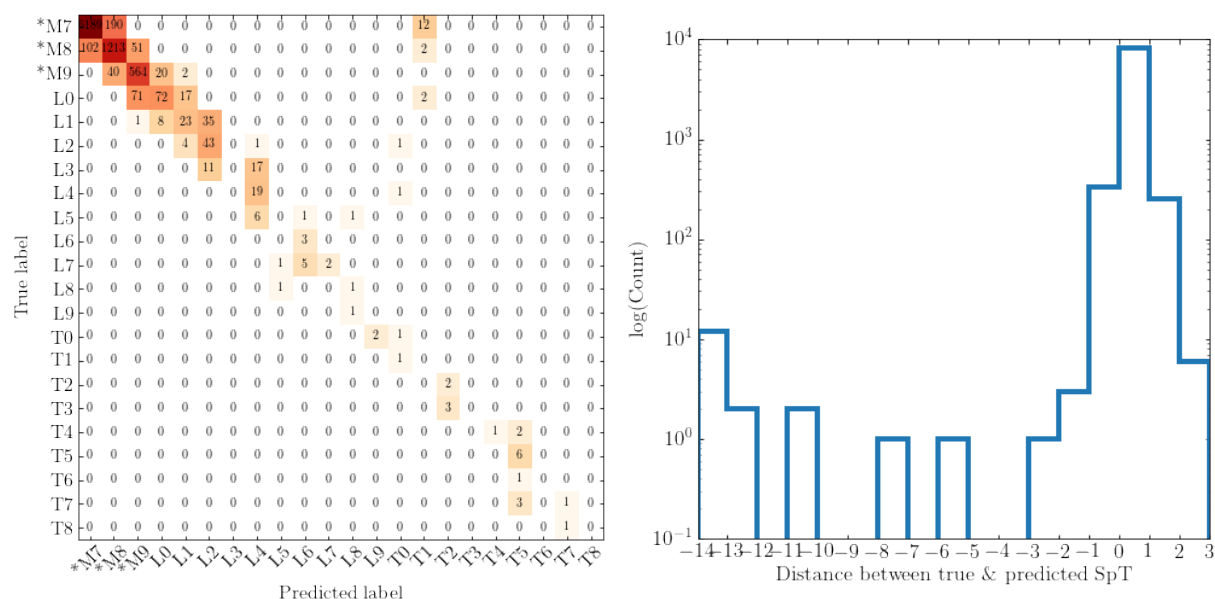 True label
*M7 190 0 0 0 0 0 0 0 0 0 0 0 0 12 0 0 0 0 0 0 0
*M8 102 1213 51 0 0 0 0 0 0 0 0 0 0 0 2 0 0 0 0 0 0 0
*M9 0 40 564 20 2 0 0 0 0 0 0 0 0 0 0 0 0 0 0 0 0 0
L0 0 0 71 72 17 0 0 0 0 0 0 0 0 0 2 0 0 0 0 0 0 0
L1 0 0 1 8 23 35 0 0 0 0 0 0 0 0 0 0 0 0 0 0 0 0
L2 0 0 0 0 4 43 0 1 0 0 0 0 0 1 0 0 0 0 0 0 0 0
L3 0 0 0 0 0 11 0 17 0 0 0 0 0 0 0 0 0 0 0 0 0 0
L4 0 0 0 0 0 0 0 19 0 0 0 0 0 1 0 0 0 0 0 0 0 0
L5 0 0 0 0 0 0 0 6 0 1 0 1 0 0 0 0 0 0 0 0 0 0
L6 0 0 0 0 0 0 0 0 0 3 0 0 0 0 0 0 0 0 0 0 0 0
L7 0 0 0 0 0 0 0 0 1 5 2 0 0 0 0 0 0 0 0 0 0 0
L8 0 0 0 0 0 0 0 0 1 0 0 1 0 0 0 0 0 0 0 0 0 0
L9 0 0 0 0 0 0 0 0 0 0 0 1 0 0 0 0 0 0 0 0 0 0
T0 0 0 0 0 0 0 0 0 0 0 0 0 2 1 0 0 0 0 0 0 0 0
T1 0 0 0 0 0 0 0 0 0 0 0 0 0 1 0 0 0 0 0 0 0 0
T2 0 0 0 0 0 0 0 0 0 0 0 0 0 0 0 2 0 0 0 0 0 0
T3 0 0 0 0 0 0 0 0 0 0 0 0 0 0 0 3 0 0 0 0 0 0
T4 0 0 0 0 0 0 0 0 0 0 0 0 0 0 0 0 0 1 2 0 0 0
T5 0 0 0 0 0 0 0 0 0 0 0 0 0 0 0 0 0 0 6 0 0 0
T6 0 0 0 0 0 0 0 0 0 0 0 0 0 0 0 0 0 0 1 0 0 0
T7 0 0 0 0 0 0 0 0 0 0 0 0 0 0 0 0 0 0 3 0 1 0
T8 0 0 0 0 0 0 0 0 0 0 0 0 0 0 0 0 0 0 0 0 1 0
*M7 *M8 *M9 L0 L1 L2 L3 L4 L5 L6 L7 L8 L9 T0 T1 T2 T3 T4 T5 T6 T7 T8
Predicted label
log(Count)
10⁴
10³
10²
10¹
10⁰
10⁻¹
−14 −13 −12 −11 −10 −9 −8 −7 −6 −5 −4 −3 −2 −1 0 1 2 3
Distance between true & predicted SpT